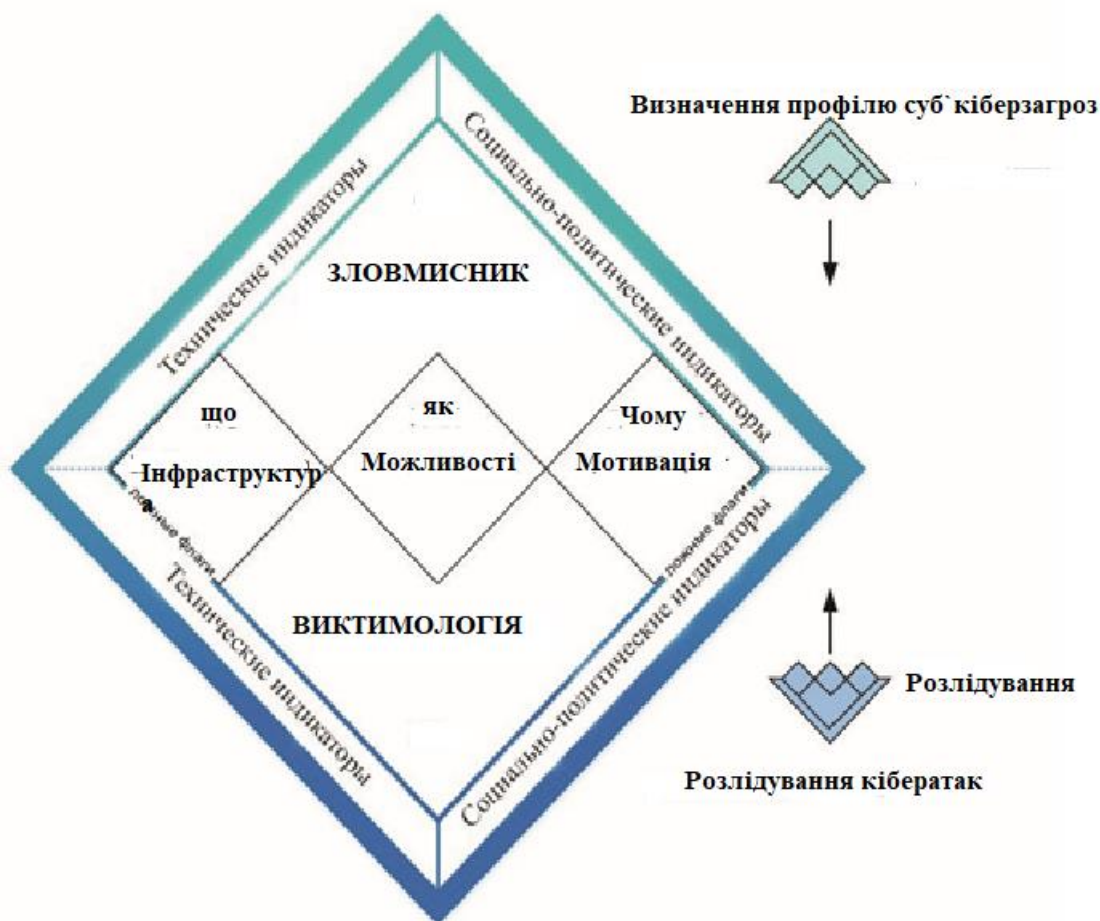 Визначення профілю суб`кіберзагроз
Технические индикаторы
Социально-политические индикаторы
ЗЛОВМИСНИК
що
як
Чому
Інфраструктур
Можливості
Мотивація
ложные флаги
ложные флаги
ВИКТИМОЛОГІЯ
Технические индикаторы
Социально-политические индикаторы
Розлідування
Розлідування кібератак